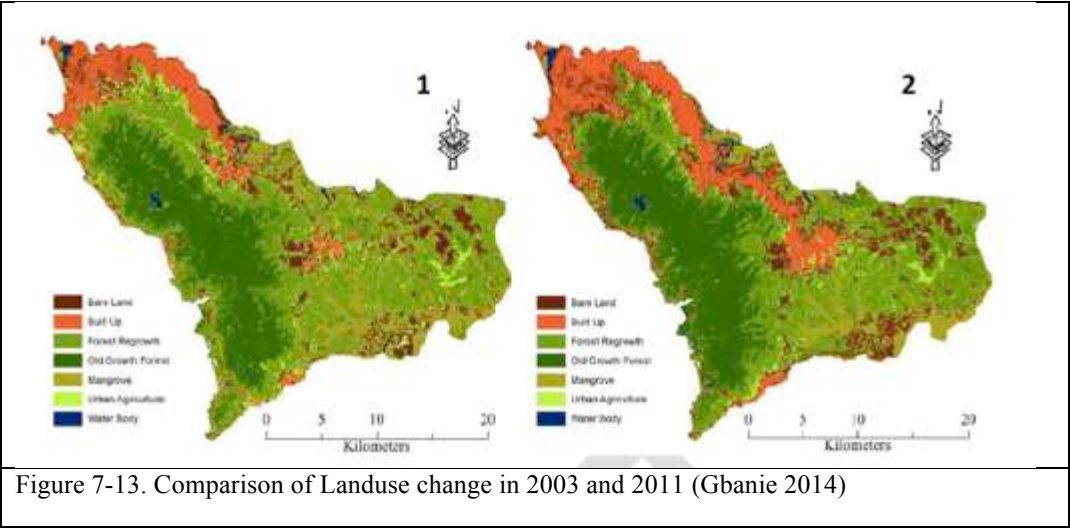 1
2
Bare Land
Built Up
Forest Regrowth
Old Growth Forest
Mangrove
Urban Agriculture
Water Body
0 5 10 20
Kilometers
Bare Land
Built Up
Forest Regrowth
Old Growth Forest
Mangrove
Urban Agriculture
Water Body
0 5 10 20
Kilometers
Figure 7-13. Comparison of Landuse change in 2003 and 2011 (Gbanie 2014)